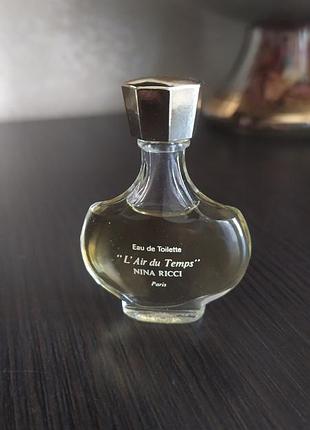 Eau de Toilette
"L'Air du Temps"
NINA RICCI
Paris